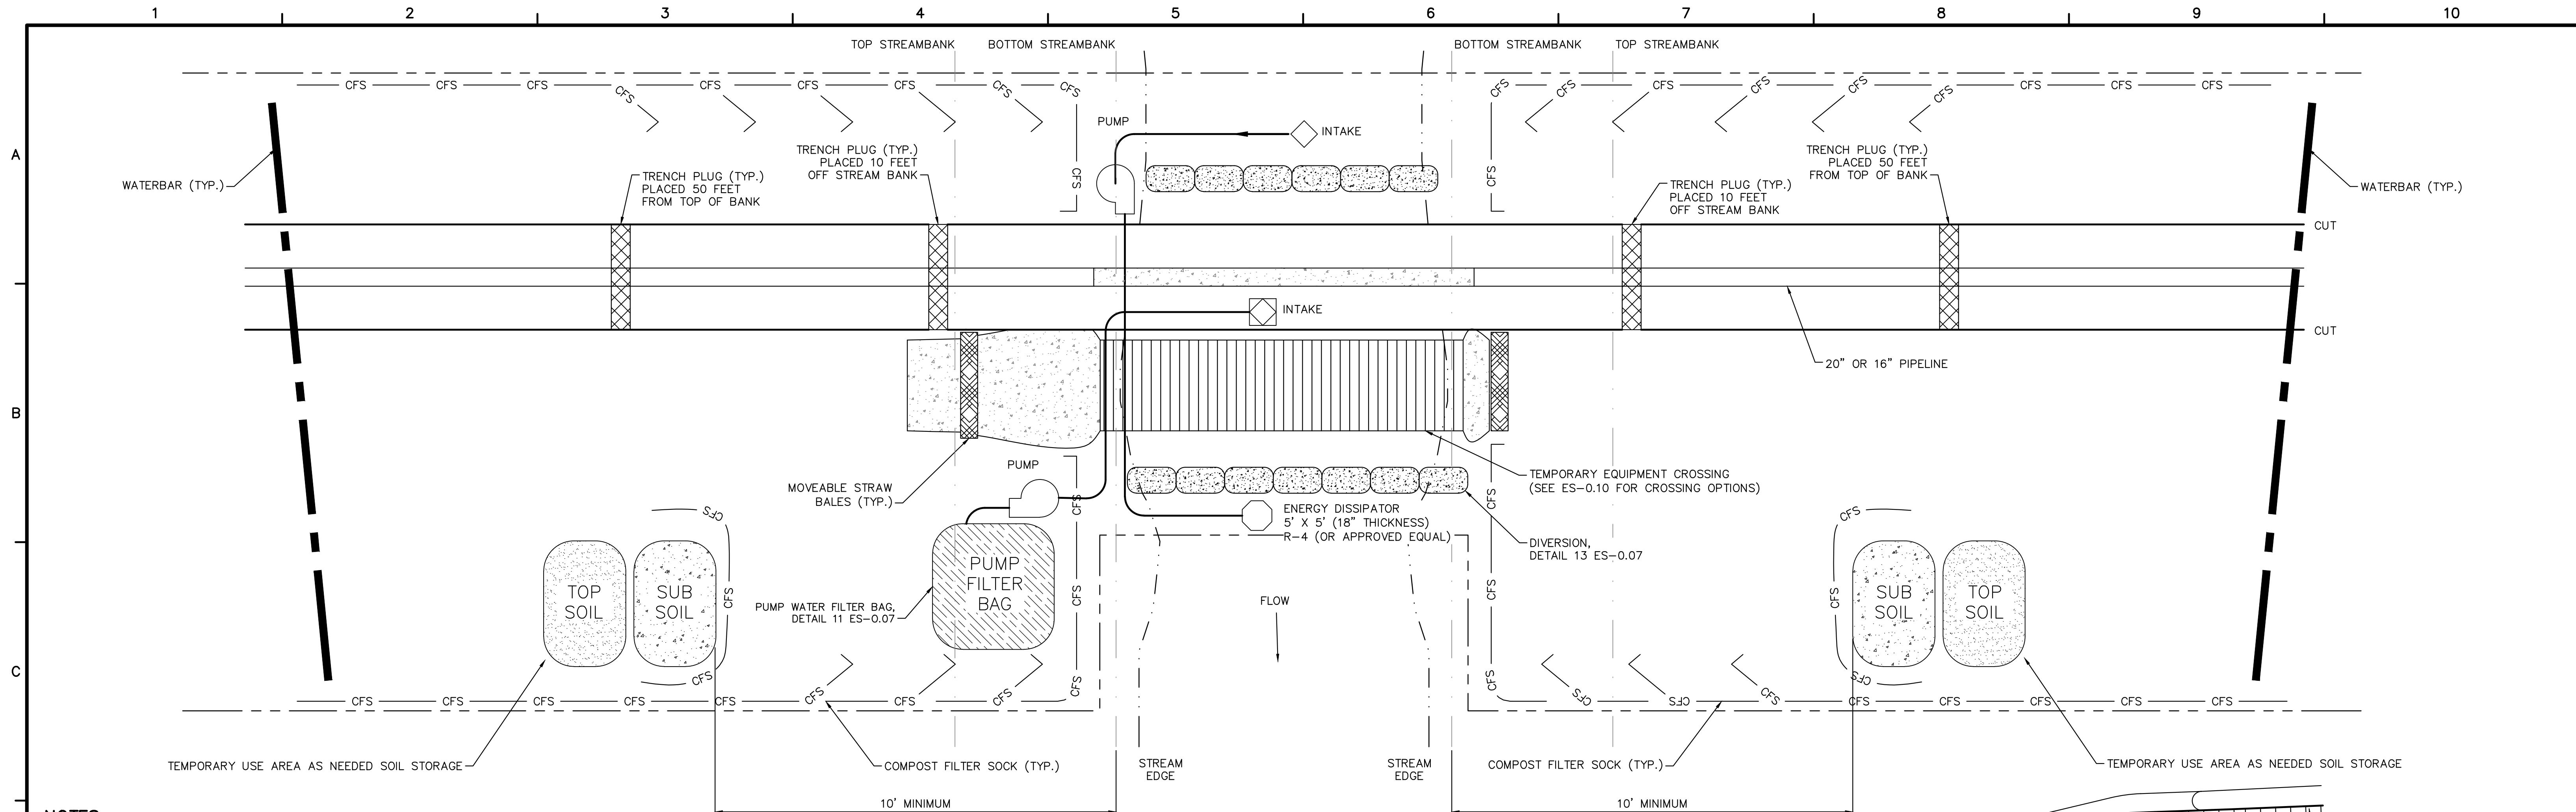 1 2 3 4 5 6 7 8 9 10
TOP STREAMBANK
BOTTOM STREAMBANK
BOTTOM STREAMBANK
TOP STREAMBANK
CFS CFS CFS CFS CFS CFS CFS CFS
CFS CFS CFS CFS CFS CFS CFS CFS CFS
A
PUMP
INTAKE
WATERBAR (TYP.)
TRENCH PLUG (TYP.)
PLACED 50 FEET
FROM TOP OF BANK
TRENCH PLUG (TYP.)
PLACED 10 FEET
OFF STREAM BANK
CFS
CFS
TRENCH PLUG (TYP.)
PLACED 10 FEET
OFF STREAM BANK
TRENCH PLUG (TYP.)
PLACED 50 FEET
FROM TOP OF BANK
WATERBAR (TYP.)
CUT
INTAKE
CUT
20" OR 16" PIPELINE
B
MOVEABLE STRAW
BALES (TYP.)
PUMP
CFS
CFS
TEMPORARY EQUIPMENT CROSSING
(SEE ES-0.10 FOR CROSSING OPTIONS)
ENERGY DISSIPATOR
5' X 5' (18" THICKNESS)
R-4 (OR APPROVED EQUAL)
DIVERSION,
DETAIL 13 ES-0.07
CFS
CFS
CFS
TOP
SOIL
SUB
SOIL
CFS
PUMP
FILTER
BAG
PUMP WATER FILTER BAG,
DETAIL 11 ES-0.07
CFS
CFS
FLOW
CFS
SUB
SOIL
TOP
SOIL
C
CFS
CFS
CFS
CFS
CFS CFS CFS CFS CFS CFS CFS CFS
CFS CFS CFS CFS CFS CFS CFS CFS
TEMPORARY USE AREA AS NEEDED SOIL STORAGE
COMPOST FILTER SOCK (TYP.)
STREAM
EDGE
STREAM
EDGE
COMPOST FILTER SOCK (TYP.)
TEMPORARY USE AREA AS NEEDED SOIL STORAGE
10' MINIMUM
10' MINIMUM